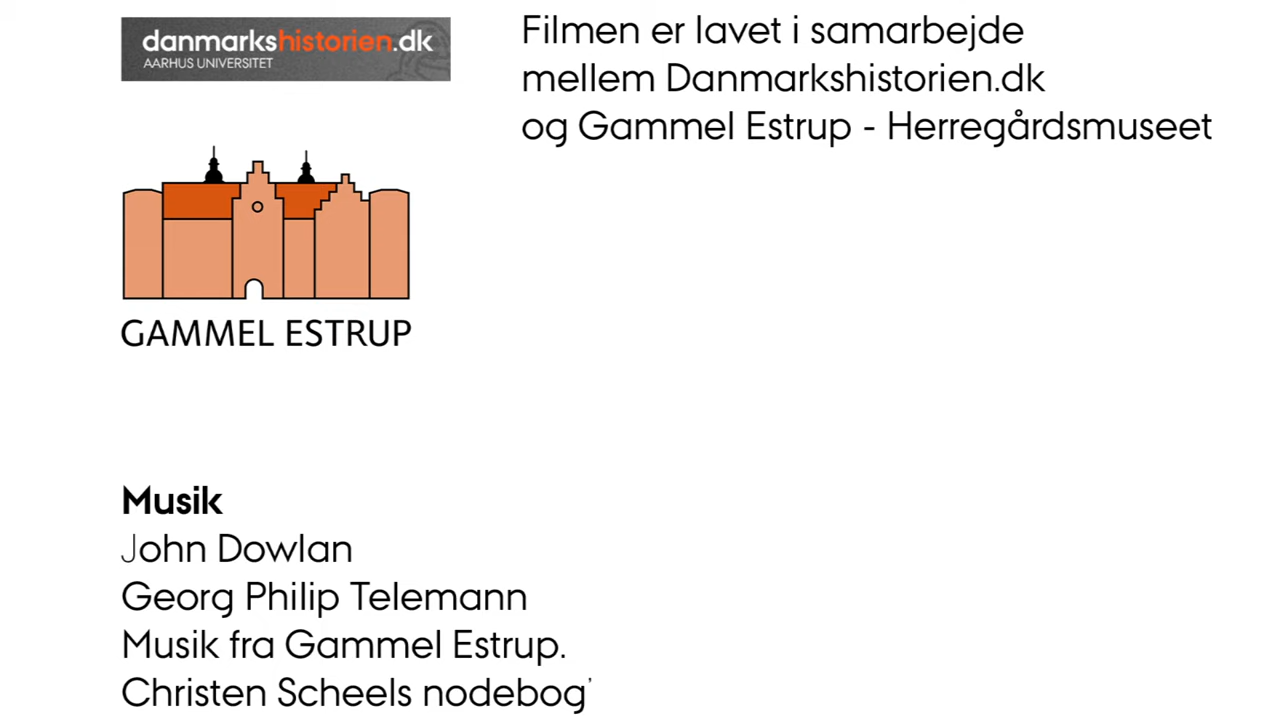 danmarkshistorien.dk
AARHUS UNIVERSITET
Filmen er lavet i samarbejde
mellem Danmarkshistorien.dk
og Gammel Estrup - Herregårdsmuseet
GAMMEL ESTRUP
Musik
John Dowlan
Georg Philip Telemann
Musik fra Gammel Estrup.
Christen Scheels nodebog’